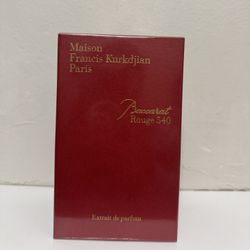 Maison
Francis Kurkdjian
Paris
Baccarat
Rouge 540
Extrait de parfum